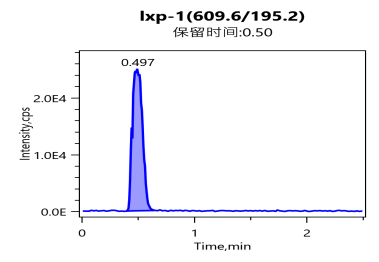 lxp-1(609.6/195.2)
保留时间:0.50
0.497
Intensity,cps
2.0E4
1.0E4
0.0E
0
1
2
Time,min